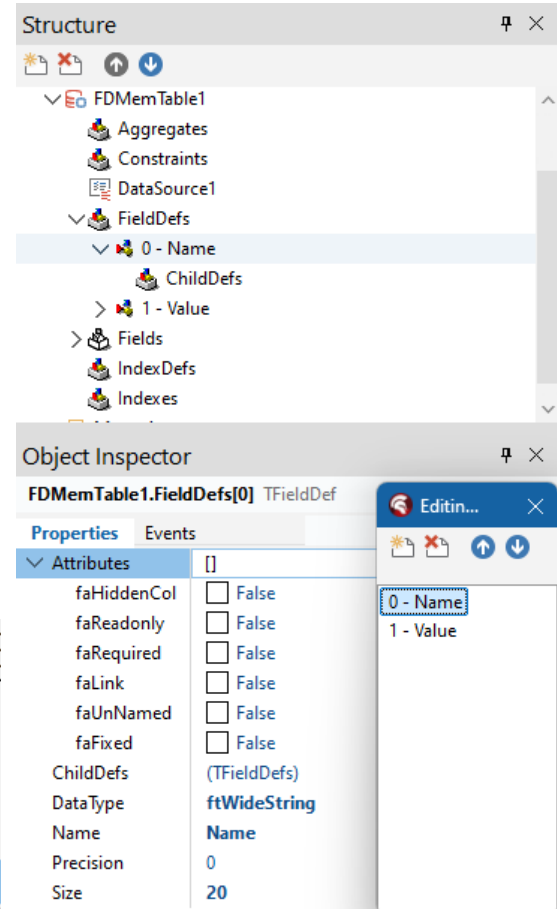 Structure
FDMemTable1
Aggregates
Constraints
DataSource1
FieldDefs
0 - Name
ChildDefs
1 - Value
Fields
IndexDefs
Indexes
Object Inspector
FDMemTable1.FieldDefs[0] TFieldDef
Properties Events
Attributes []
faHiddenCol False
faReadonly False
faRequired False
faLink False
faUnNamed False
faFixed False
ChildDefs (TFieldDefs)
DataType ftWideString
Name Name
Precision 0
Size 20
Editin...
0 - Name
1 - Value